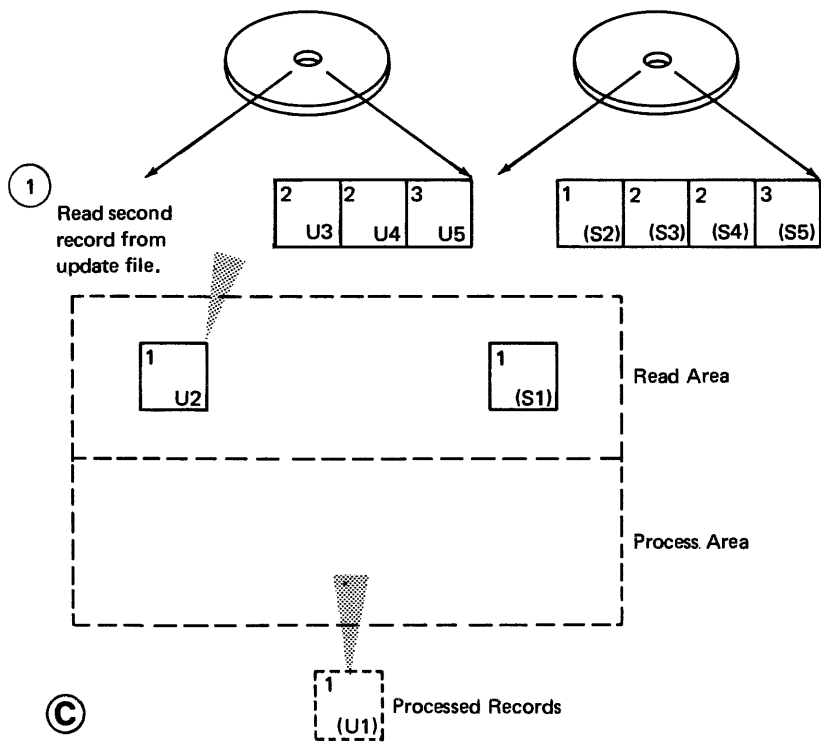 1
Read second
record from
update file.
2 2 3
U3 U4 U5
1 2 2 3
(S2) (S3) (S4) (S5)
1
U2
1
(S1)
Read Area
Process Area
1
(U1)
Processed Records
C